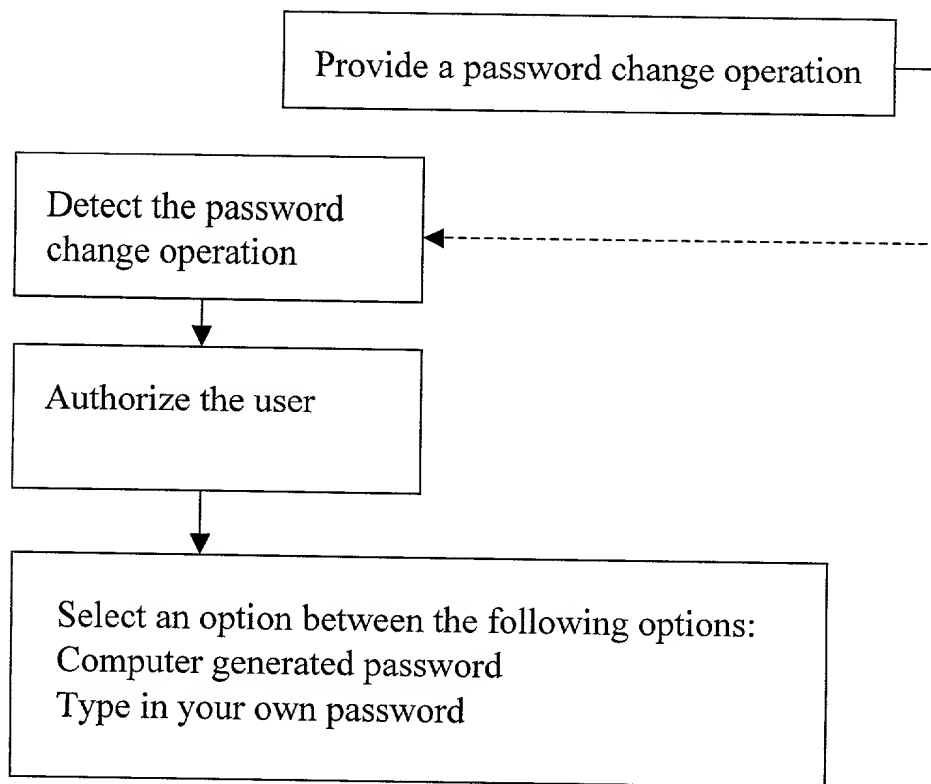 Provide a password change operation
Detect the password
change operation
Authorize the user
Select an option between the following options:
Computer generated password
Type in your own password